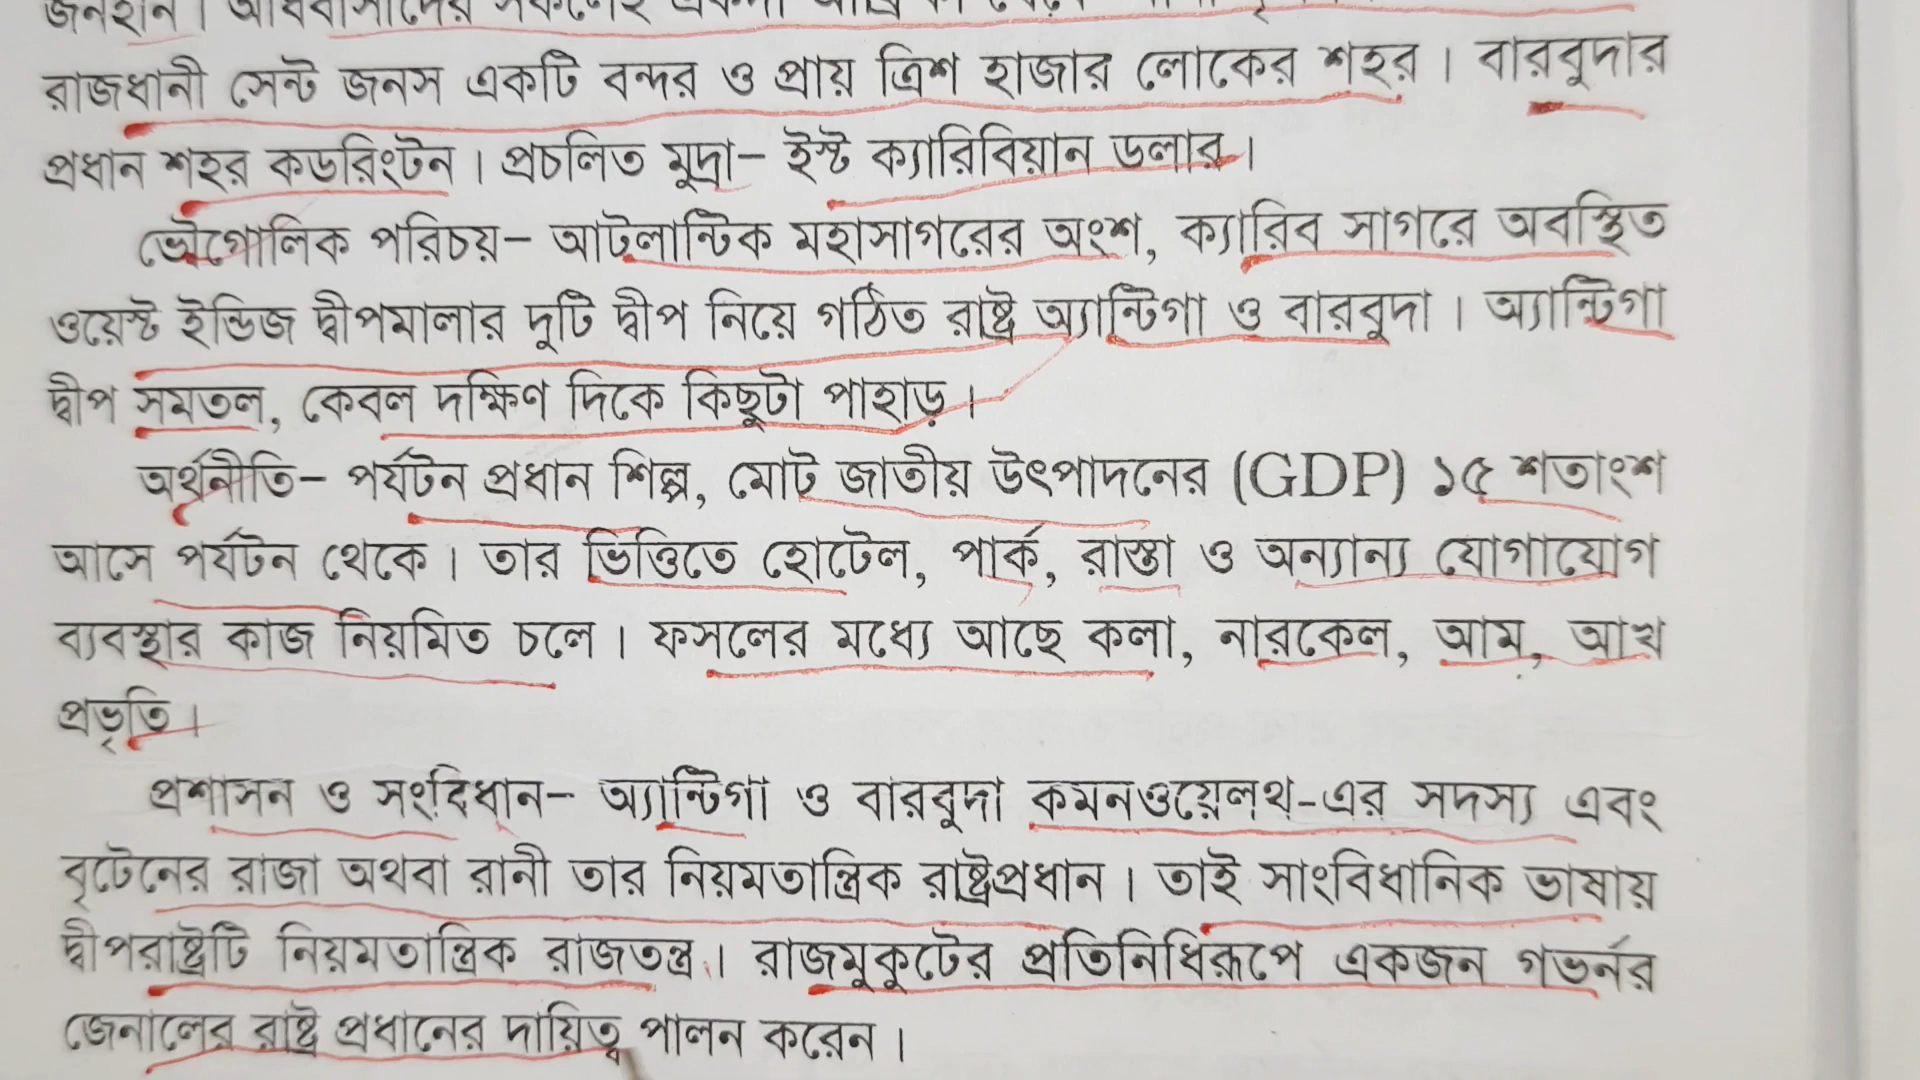 জনহীন। আদিবাসীদের সকলেই একদা
রাজধানী সেন্ট জনস একটি বন্দর ও প্রায় ত্রিশ হাজার লোকের শহর। বারবুদার
প্রধান শহর কডরিংটন। প্রচলিত মুদ্রা– ইস্ট ক্যারিবিয়ান ডলার।
ভৌগোলিক পরিচয়– আটলান্টিক মহাসাগরের অংশ, ক্যারিব সাগরে অবস্থিত
ওয়েস্ট ইন্ডিজ দ্বীপমালার দুটি দ্বীপ নিয়ে গঠিত রাষ্ট্র অ্যান্টিগা ও বারবুদা। অ্যান্টিগা
দ্বীপ সমতল, কেবল দক্ষিণ দিকে কিছুটা পাহাড়।
অর্থনীতি– পর্যটন প্রধান শিল্প, মোট জাতীয় উৎপাদনের (GDP) ১৫ শতাংশ
আসে পর্যটন থেকে। তার ভিত্তিতে হোটেল, পার্ক, রাস্তা ও অন্যান্য যোগাযোগ
ব্যবস্থার কাজ নিয়মিত চলে। ফসলের মধ্যে আছে কলা, নারকেল, আম, আখ
প্রভৃতি।
প্রশাসন ও সংবিধান– অ্যান্টিগা ও বারবুদা কমনওয়েলথ-এর সদস্য এবং
বৃটেনের রাজা অথবা রানী তার নিয়মতান্ত্রিক রাষ্ট্রপ্রধান। তাই সাংবিধানিক ভাষায়
দ্বীপরাষ্ট্রটি নিয়মতান্ত্রিক রাজতন্ত্র। রাজমুকুটের প্রতিনিধিরূপে একজন গভর্নর
জেনালের রাষ্ট্র প্রধানের দায়িত্ব পালন করেন।